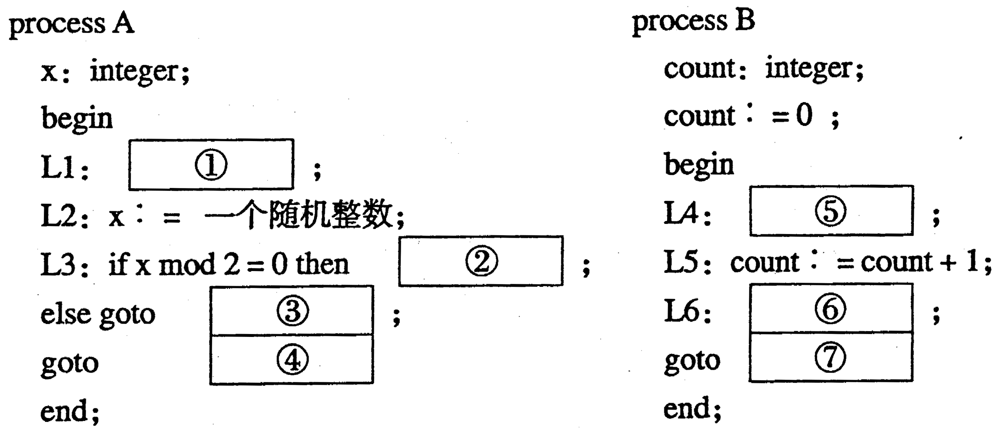 process A
x：integer；
begin
L1： ① ；
L2：x：= 一个随机整数；
L3：if x mod 2 = 0 then ② ；
else goto ③ ；
goto ④
end；
process B
count：integer；
count：= 0 ；
begin
L4： ⑤ ；
L5：count：= count + 1；
L6： ⑥ ；
goto ⑦
end；